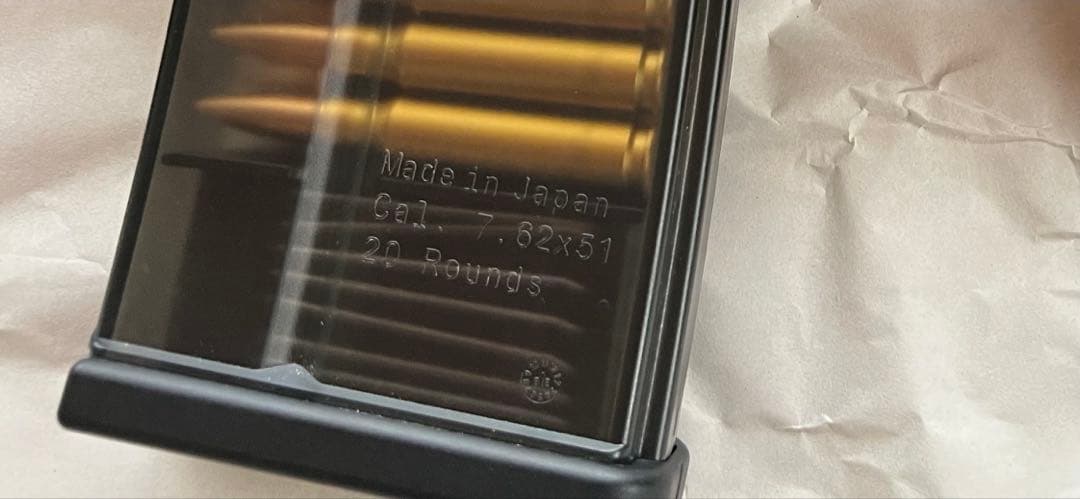 Made in Japan
Cal. 7.62x51
20 Rounds